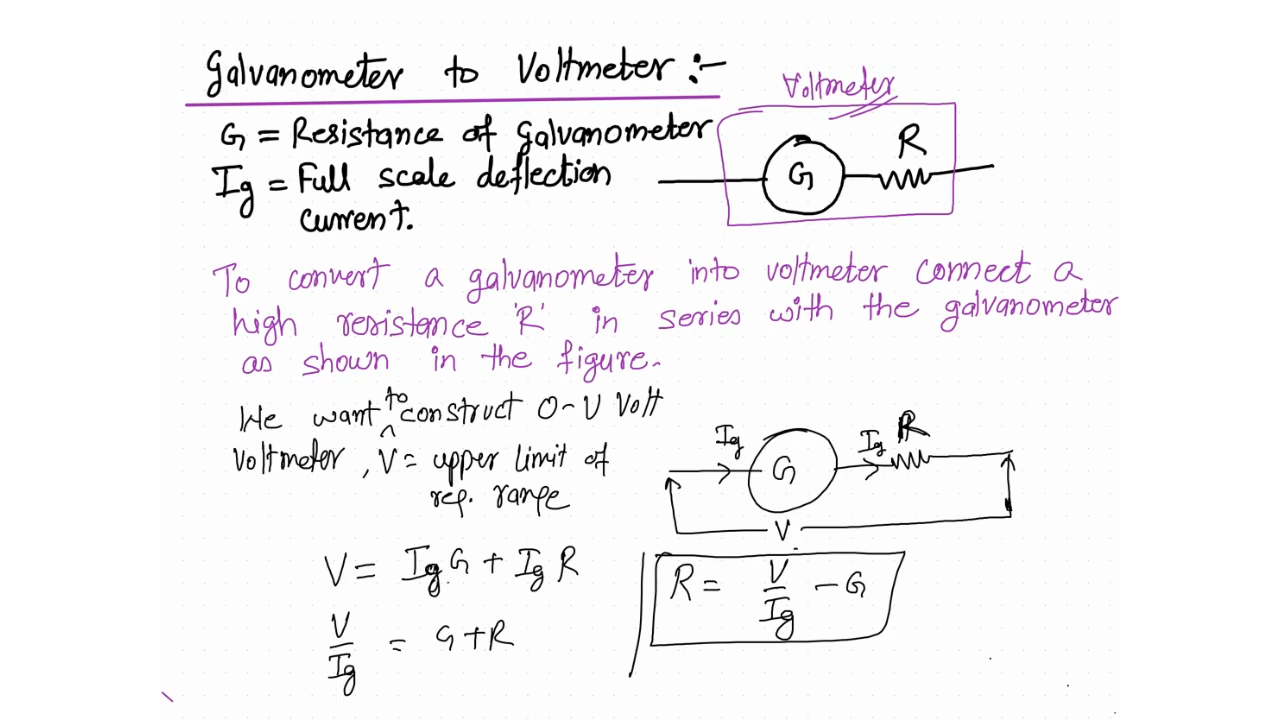 Galvanometer to Voltmeter :-
Voltmeter
G = Resistance of galvanometer
Ig = Full scale deflection
current.
G R
To convert a galvanometer into voltmeter connect a
high resistence 'R' in series with the galvanometer
as shown in the figure.
We want to construct 0-V Volt
Voltmeter, V = upper limit of
req. range
Ig G Ig R
V
V = Ig G + Ig R
V/Ig = G+R
R = V/Ig - G